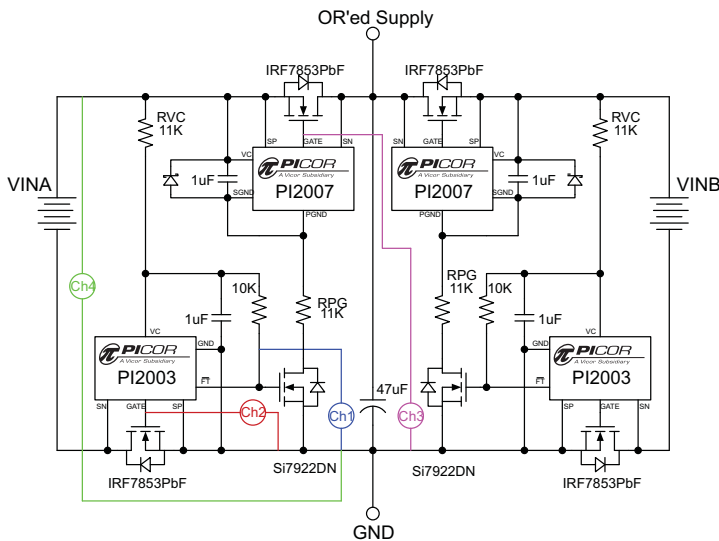 OR'ed Supply
IRF7853PbF
IRF7853PbF
RVC
11K
SP
GATE
SN
SN
GATE
SP
RVC
11K
VC
PICOR
A Vicor Subsidiary
PI2007
SGND
PGND
1uF
PICOR
A Vicor Subsidiary
PI2007
VC
SGND
PGND
1uF
VINA
VINB
Ch4
10K
RPG
11K
1uF
RPG
11K
10K
1uF
VC
PICOR
A Vicor Subsidiary
PI2003
GND
FT
SN
GATE
SP
VC
PICOR
A Vicor Subsidiary
PI2003
GND
FT
SP
GATE
SN
47uF
Ch2
Ch1
Ch3
Si7922DN
Si7922DN
IRF7853PbF
IRF7853PbF
GND